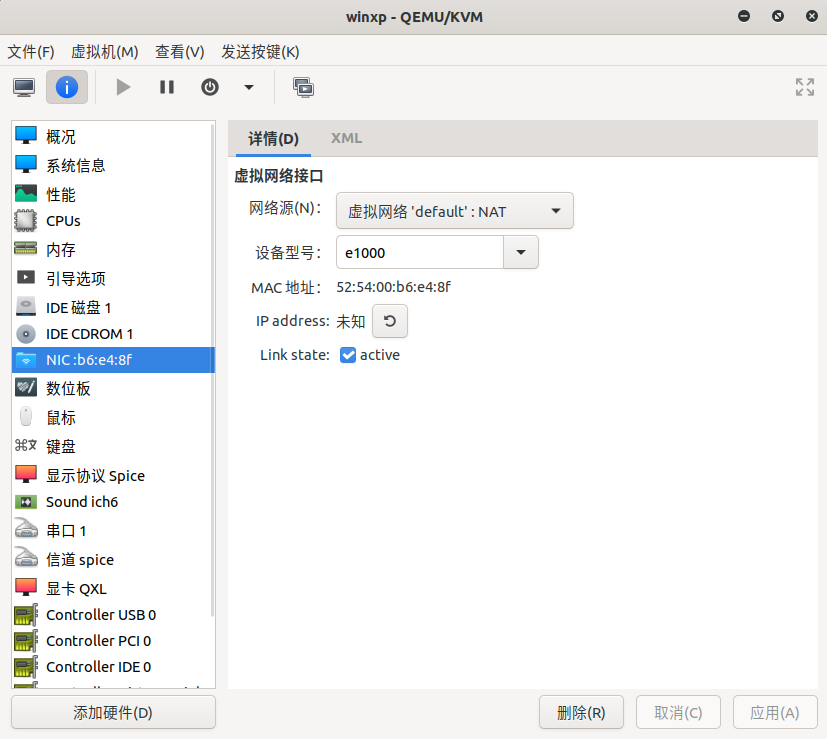 winxp - QEMU/KVM
文件(F) 虚拟机(M) 查看(V) 发送按键(K)
概况
系统信息
性能
CPUs
内存
引导选项
IDE 磁盘 1
IDE CDROM 1
NIC :b6:e4:8f
数位板
鼠标
键盘
显示协议 Spice
Sound ich6
串口 1
信道 spice
显卡 QXL
Controller USB 0
Controller PCI 0
Controller IDE 0
添加硬件(D)
详情(D) XML
虚拟网络接口
网络源(N): 虚拟网络 'default' : NAT
设备型号: e1000
MAC 地址: 52:54:00:b6:e4:8f
IP address: 未知
Link state: active
删除(R) 取消(C) 应用(A)